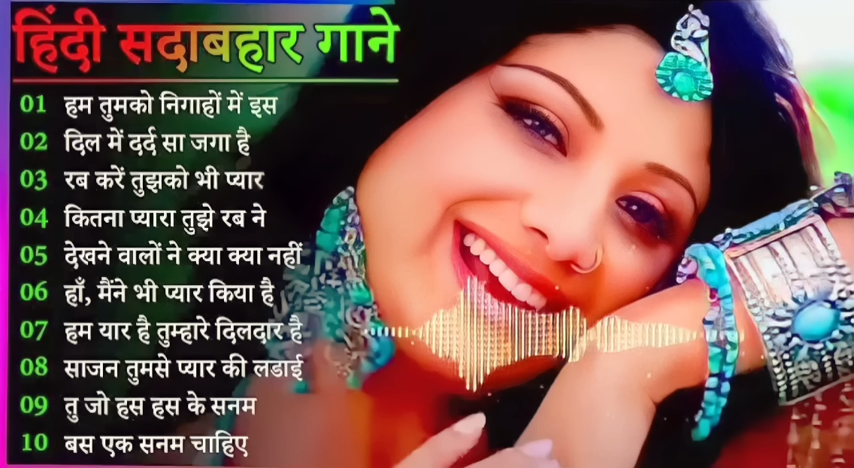 हिंदी सदाबहार गाने
01 हम तुमको निगाहों में इस
02 दिल में दर्द सा जगा है
03 रब करें तुझको भी प्यार
04 कितना प्यारा तुझे रब ने
05 देखने वालों ने क्या क्या नहीं
06 हाँ, मैंने भी प्यार किया है
07 हम यार है तुम्हारे दिलदार है
08 साजन तुमसे प्यार की लडाई
09 तु जो हस हस के सनम
10 बस एक सनम चाहिए